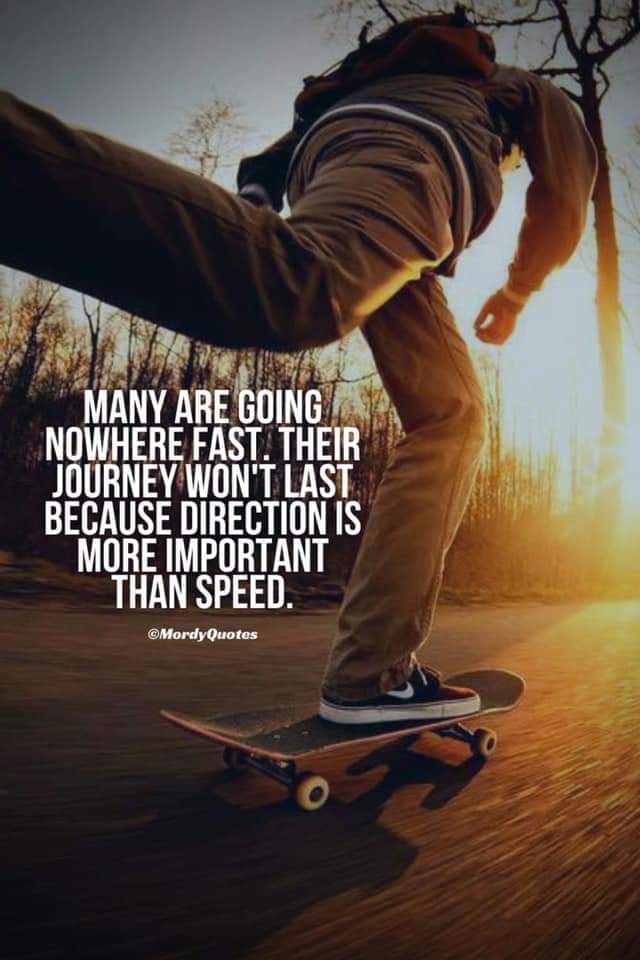 MANY ARE GOING
NOWHERE FAST. THEIR
JOURNEY WON'T LAST
BECAUSE DIRECTION IS
MORE IMPORTANT
THAN SPEED.
©MordyQuotes